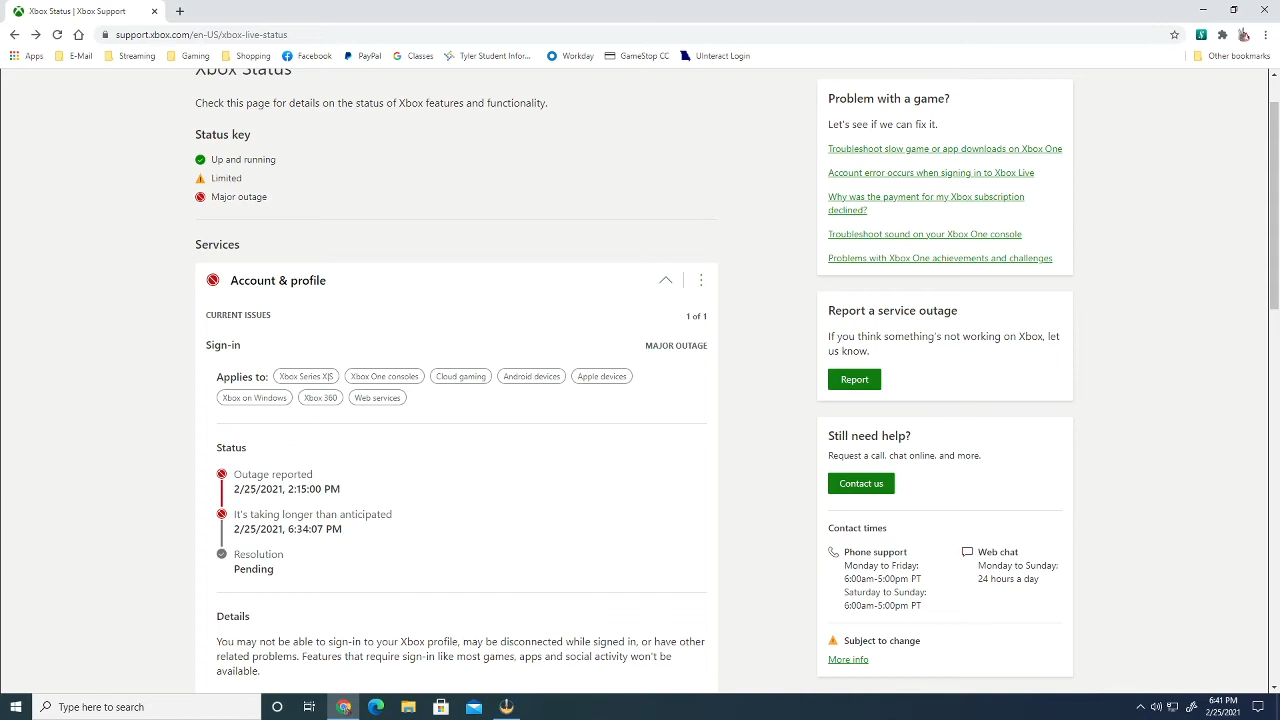 Xbox Status | Xbox Support
support.xbox.com/en-US/xbox-live-status
Apps
E-Mail
Streaming
Gaming
Shopping
Facebook
PayPal
Classes
Tyler Student Infor...
Workday
GameStop CC
UInteract Login
Other bookmarks
Xbox Status
Check this page for details on the status of Xbox features and functionality.
Status key
Up and running
Limited
Major outage
Services
Account & profile
CURRENT ISSUES
1 of 1
Sign-in
MAJOR OUTAGE
Applies to: Xbox Series X|S Xbox One consoles Cloud gaming Android devices Apple devices
Xbox on Windows Xbox 360 Web services
Status
Outage reported
2/25/2021, 2:15:00 PM
It's taking longer than anticipated
2/25/2021, 6:34:07 PM
Resolution
Pending
Details
You may not be able to sign-in to your Xbox profile, may be disconnected while signed in, or have other
related problems. Features that require sign-in like most games, apps and social activity won't be
available.
Problem with a game?
Let's see if we can fix it.
Troubleshoot slow game or app downloads on Xbox One
Account error occurs when signing in to Xbox Live
Why was the payment for my Xbox subscription
declined?
Troubleshoot sound on your Xbox One console
Problems with Xbox One achievements and challenges
Report a service outage
If you think something's not working on Xbox, let
us know.
Report
Still need help?
Request a call, chat online, and more.
Contact us
Contact times
Phone support
Monday to Friday:
6:00am-5:00pm PT
Saturday to Sunday:
6:00am-5:00pm PT
Web chat
Monday to Sunday:
24 hours a day
Subject to change
More info
Type here to search
6:41 PM
2/25/2021